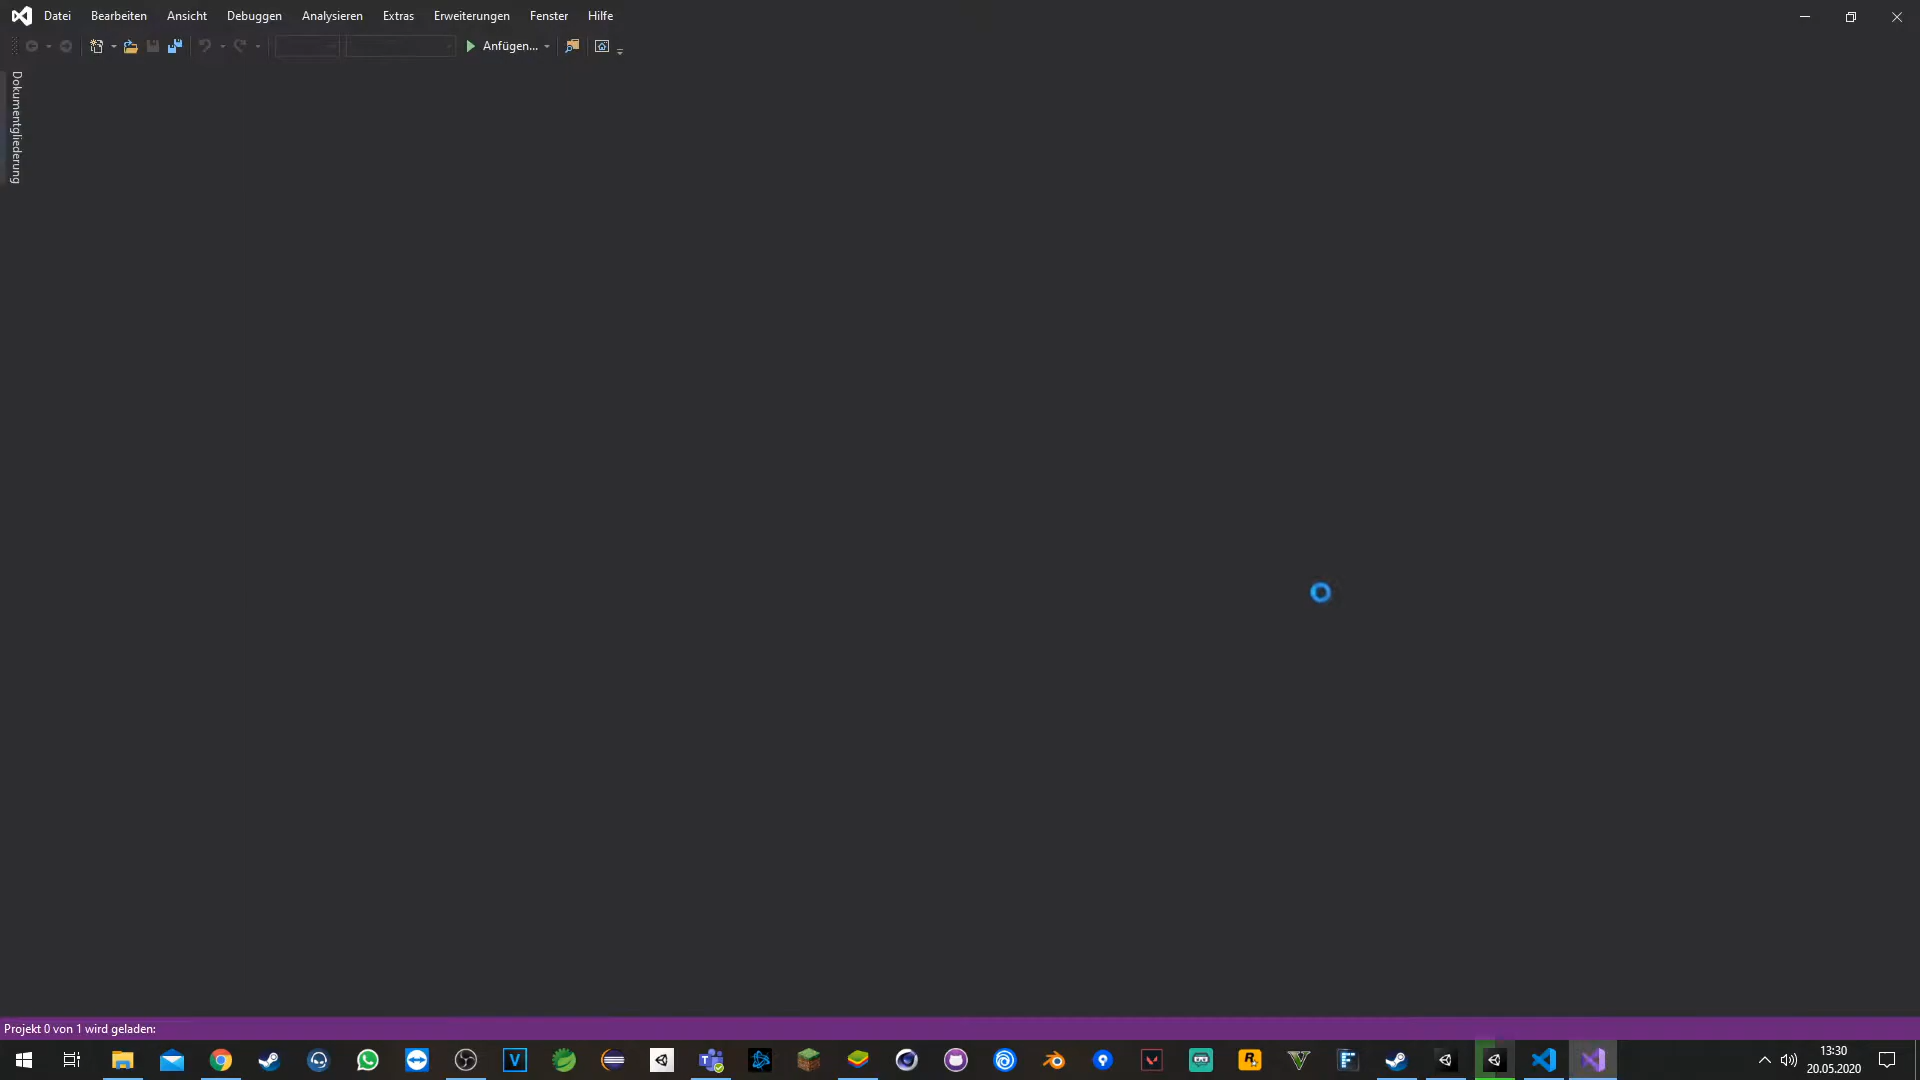 Datei Bearbeiten Ansicht Debuggen Analysieren Extras Erweiterungen Fenster Hilfe
Anfügen...
Dokumentgliederung
Projekt 0 von 1 wird geladen:
13:30
20.05.2020